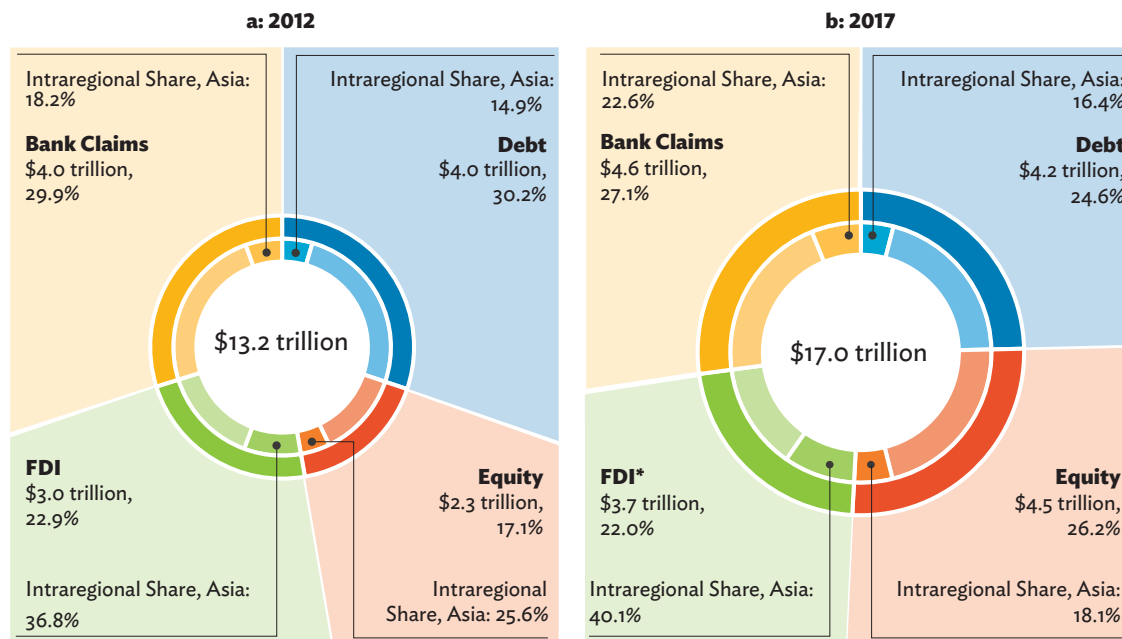 a: 2012
Intraregional Share, Asia:
18.2%
Bank Claims
$4.0 trillion,
29.9%
Intraregional Share, Asia:
14.9%
Debt
$4.0 trillion,
30.2%
$13.2 trillion
FDI
$3.0 trillion,
22.9%
Intraregional Share, Asia:
36.8%
Equity
$2.3 trillion,
17.1%
Intraregional
Share, Asia: 25.6%
b: 2017
Intraregional Share, Asia:
22.6%
Bank Claims
$4.6 trillion,
27.1%
Intraregional Share, Asia:
16.4%
Debt
$4.2 trillion,
24.6%
$17.0 trillion
FDI*
$3.7 trillion,
22.0%
Intraregional Share, Asia:
40.1%
Equity
$4.5 trillion,
26.2%
Intraregional Share, Asia:
18.1%